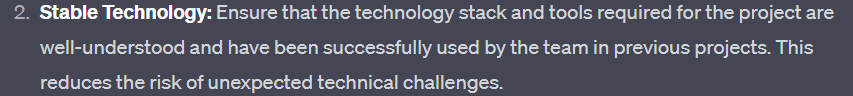 2. Stable Technology: Ensure that the technology stack and tools required for the project are
well-understood and have been successfully used by the team in previous projects. This
reduces the risk of unexpected technical challenges.